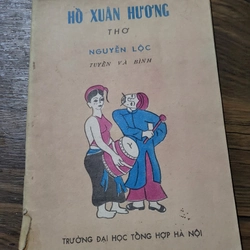 HỒ XUÂN HƯƠNG
THƠ
NGUYỄN LỘC
TUYỂN VÀ BÌNH
TRƯỜNG ĐẠI HỌC TỔNG HỢP HÀ NỘI